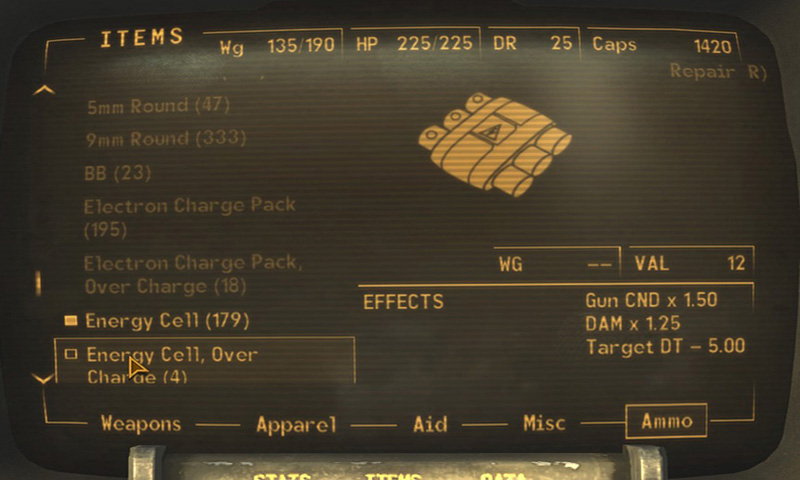 ITEMS
Wg 135/190
HP 225/225
DR 25
Caps 1420
Repair R)
5mm Round (47)
9mm Round (333)
BB (23)
Electron Charge Pack
(195)
Electron Charge Pack,
Over Charge (18)
Energy Cell (179)
Energy Cell, Over
Charge (4)
WG --
VAL 12
EFFECTS
Gun CND x 1.50
DAM x 1.25
Target DT – 5.00
Weapons
Apparel
Aid
Misc
Ammo
STATS
ITEMS
DATA